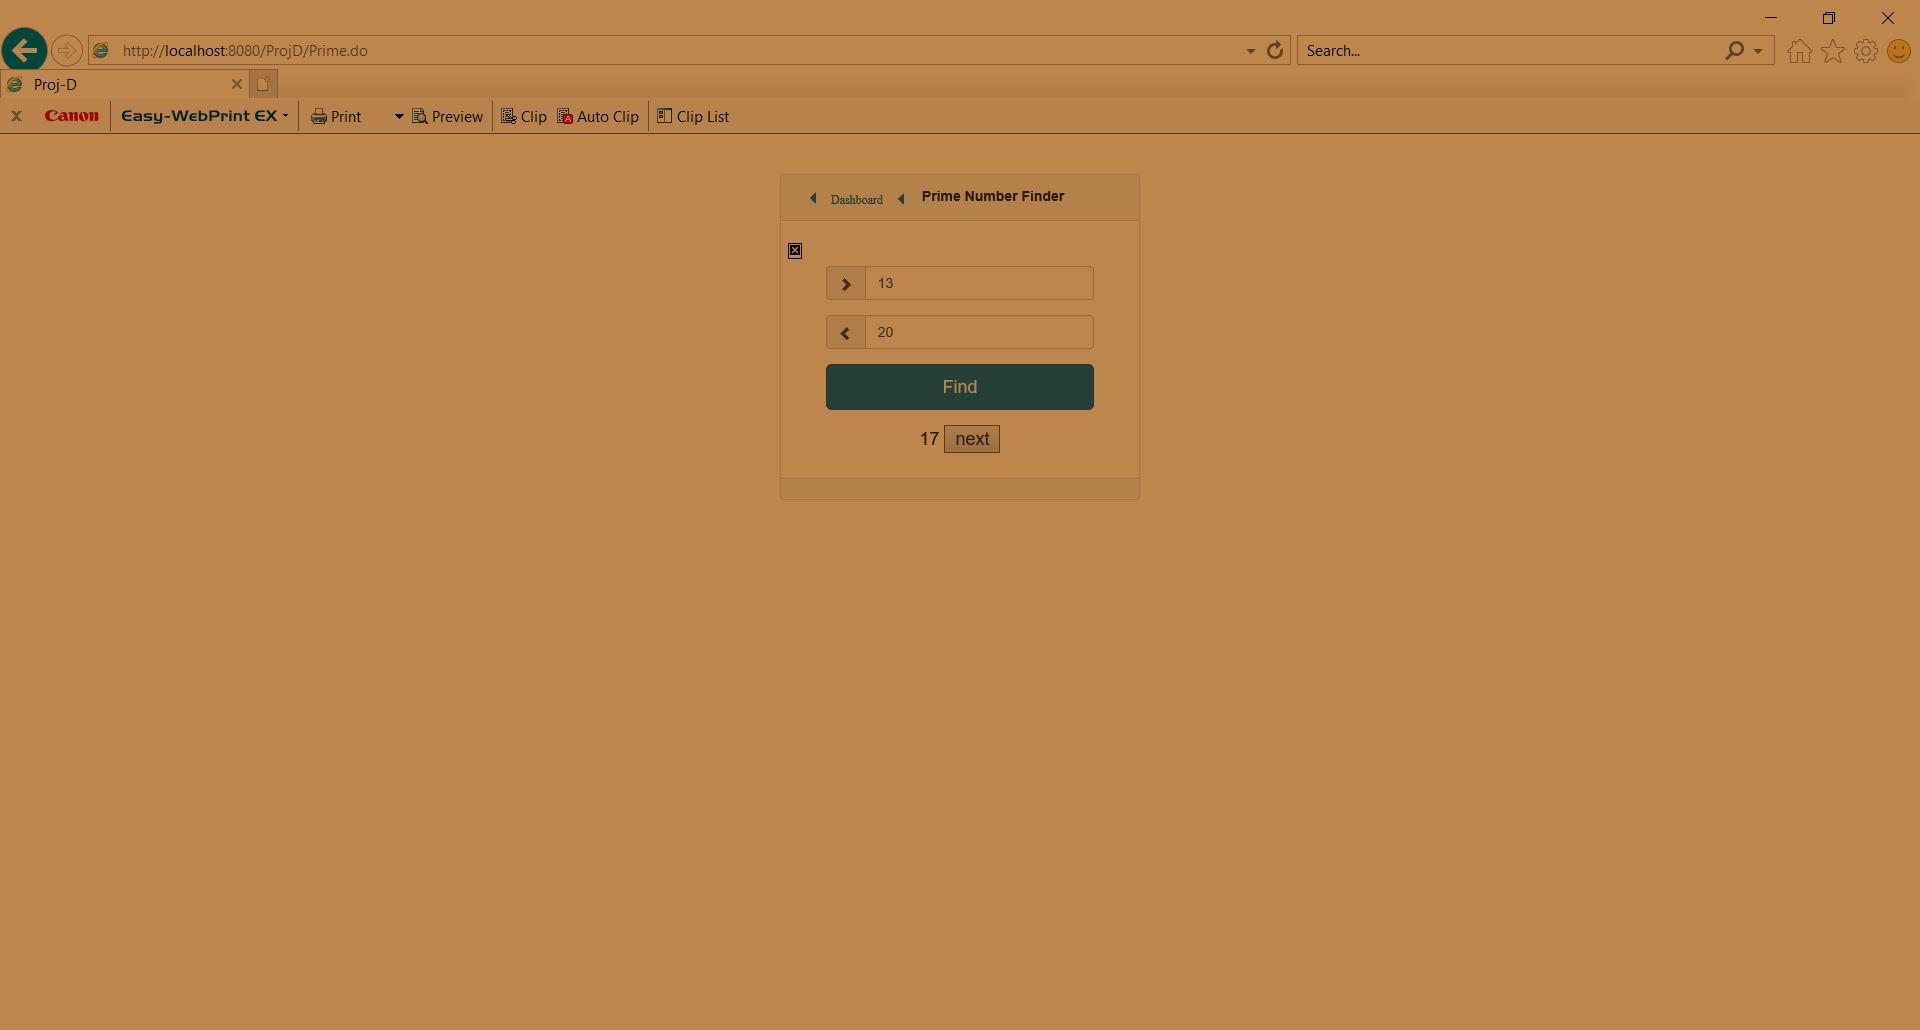 http://localhost:8080/ProjD/Prime.do
Search...
Proj-D
x Canon Easy-WebPrint EX Print Preview Clip Auto Clip Clip List
Dashboard Prime Number Finder
13
20
Find
17 next